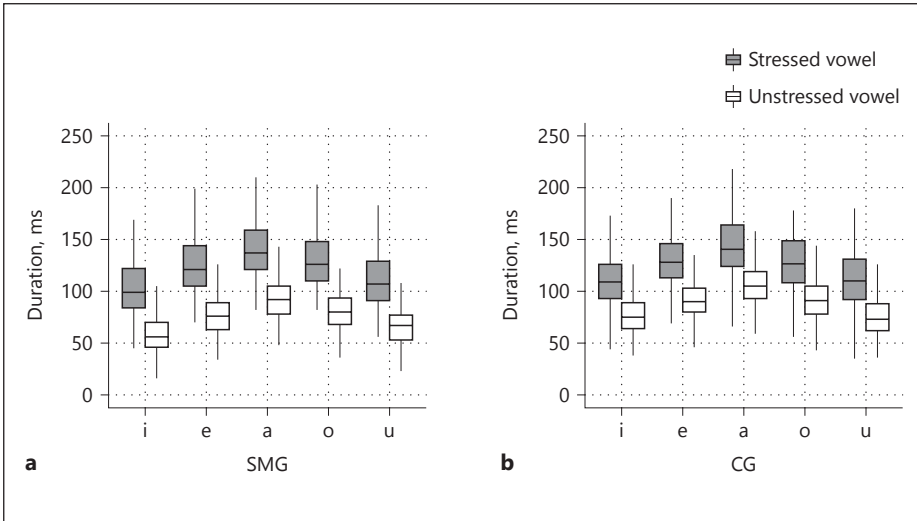 Stressed vowel
Unstressed vowel
Duration, ms
250
200
150
100
50
0
i e a o u
a SMG
Duration, ms
250
200
150
100
50
0
i e a o u
b CG